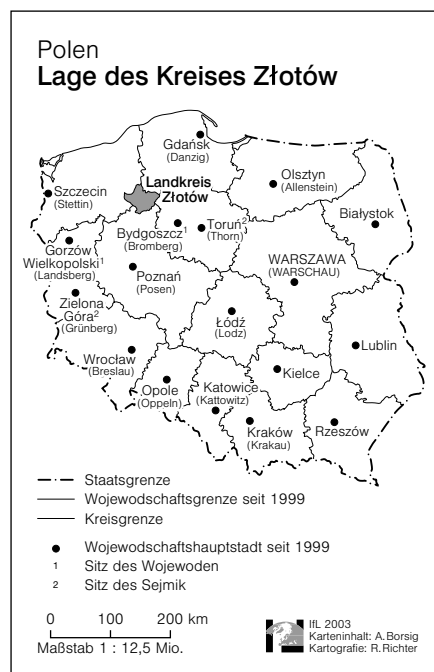 Polen
Lage des Kreises Złotów
Gdańsk
(Danzig)
Olsztyn
(Allenstein)
Landkreis
Złotów
Szczecin
(Stettin)
Białystok
Toruń²
(Thorn)
Bydgoszcz¹
(Bromberg)
Gorzów
Wielkopolski¹
(Landsberg)
Poznań
(Posen)
WARSZAWA
(WARSCHAU)
Zielona
Góra²
(Grünberg)
Łódź
(Lodz)
Lublin
Wrocław
(Breslau)
Kielce
Opole
(Oppeln)
Katowice
(Kattowitz)
Kraków
(Krakau)
Rzeszów
Staatsgrenze
Wojewodschaftsgrenze seit 1999
Kreisgrenze
Wojewodschaftshauptstadt seit 1999
1 Sitz des Wojewoden
2 Sitz des Sejmik
0 100 200 km
Maßstab 1 : 12,5 Mio.
IfL 2003
Karteninhalt: A.Borsig
Kartografie: R.Richter